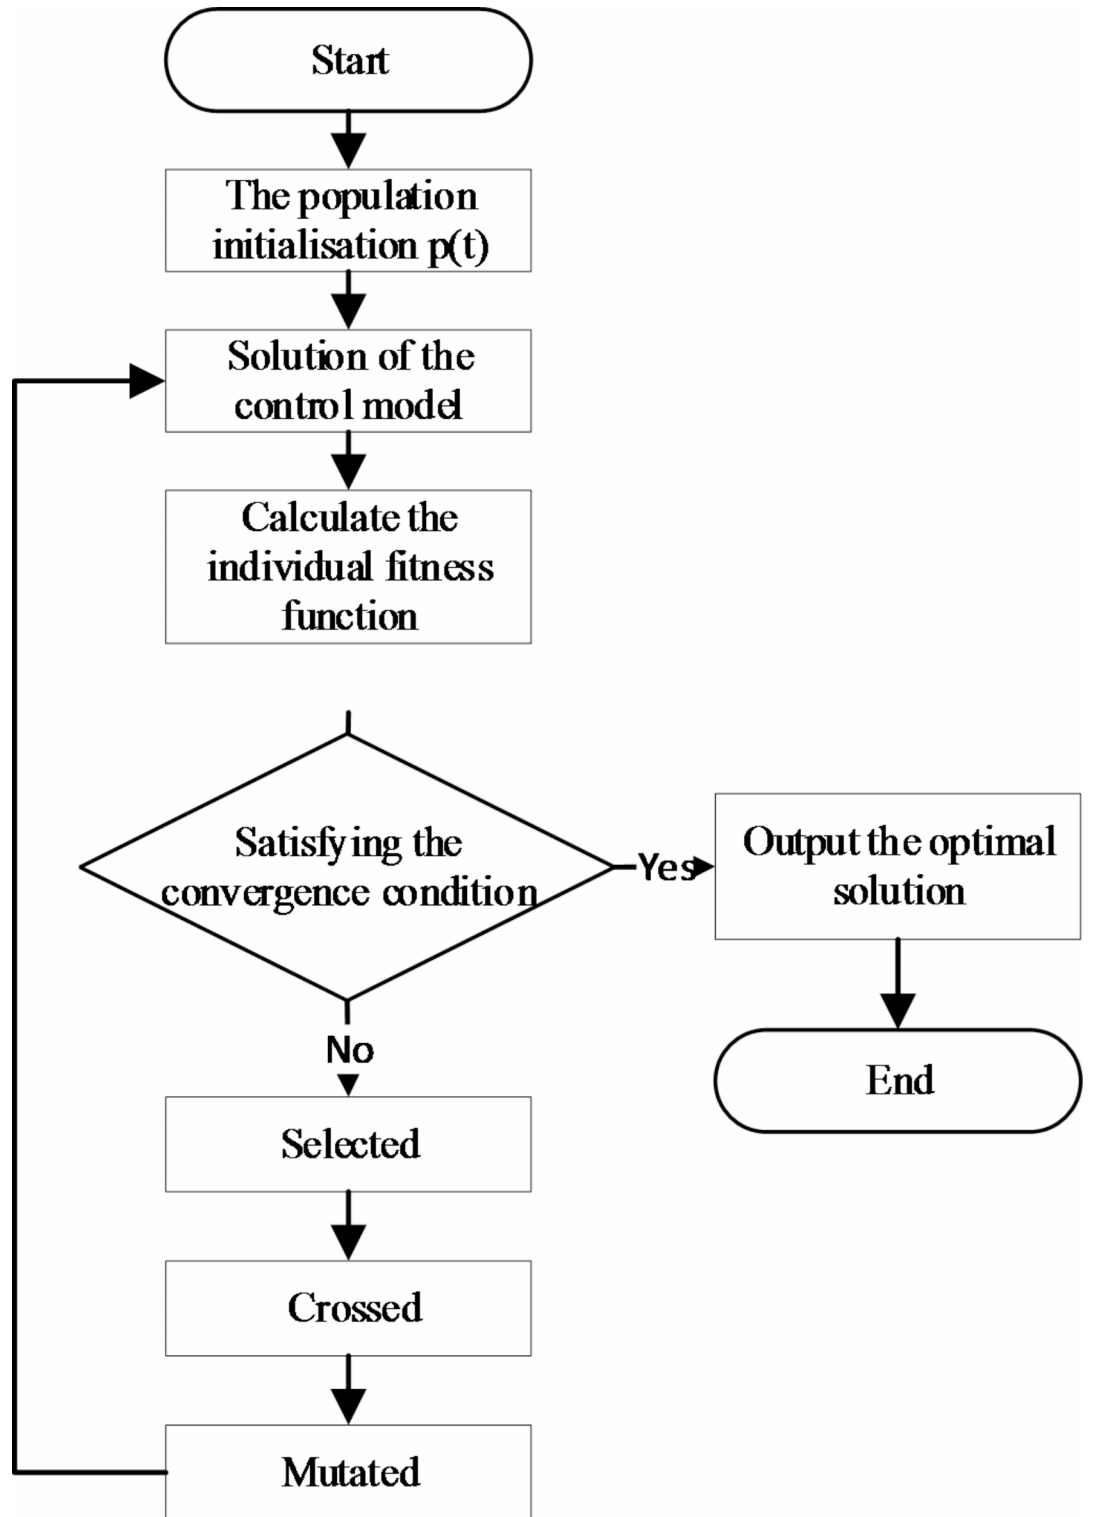 Start
The population
initialisation p(t)
Solution of the
control model
Calculate the
individual fitness
function
Satisfying the
convergence condition
Yes
Output the optimal
solution
End
No
Selected
Crossed
Mutated